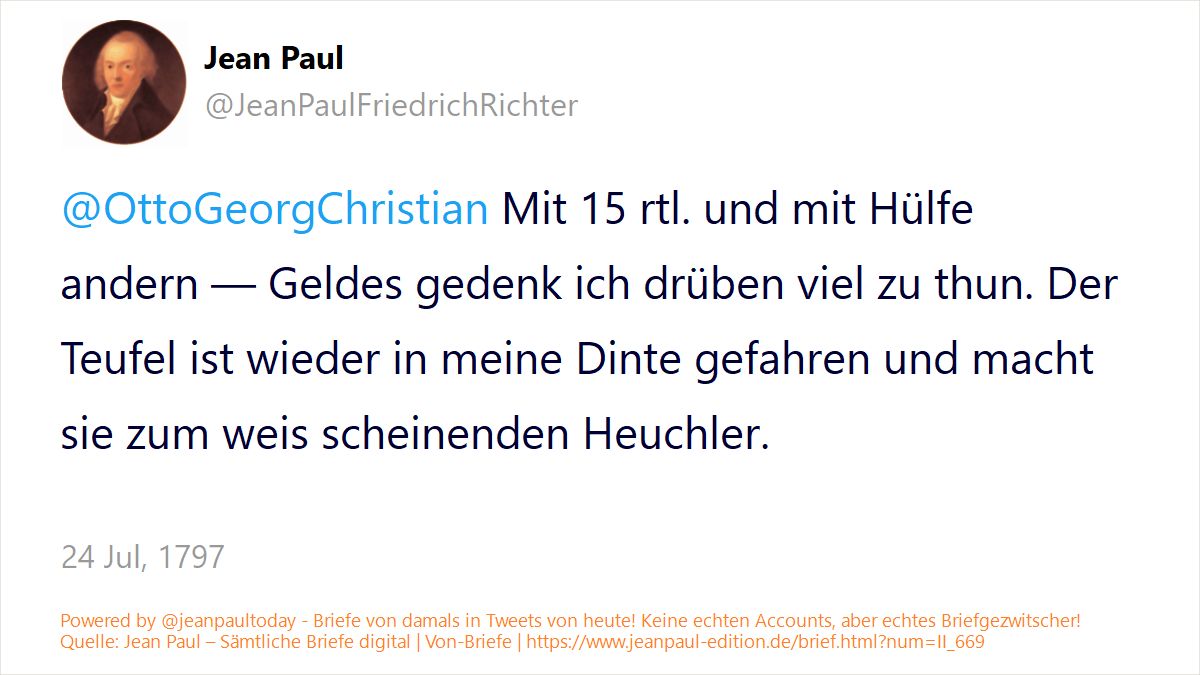 Jean Paul
@JeanPaulFriedrichRichter
@OttoGeorgChristian Mit 15 rtl. und mit Hülfe
andern — Geldes gedenk ich drüben viel zu thun. Der
Teufel ist wieder in meine Dinte gefahren und macht
sie zum weis scheinenden Heuchler.
24 Jul, 1797
Powered by @jeanpaultoday - Briefe von damals in Tweets von heute! Keine echten Accounts, aber echtes Briefgezwitscher!
Quelle: Jean Paul – Sämtliche Briefe digital | Von-Briefe | https://www.jeanpaul-edition.de/brief.html?num=II_669